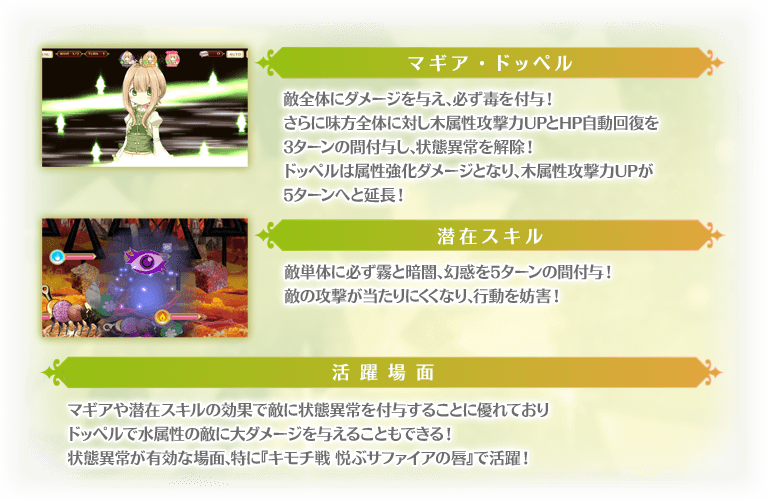 マギア・ドッペル
敵全体にダメージを与え、必ず毒を付与！
さらに味方全体に対し木属性攻撃力UPとHP自動回復を
3ターンの間付与し、状態異常を解除！
ドッペルは属性強化ダメージとなり、木属性攻撃力UPが
5ターンへと延長！
潜在スキル
敵単体に必ず霧と暗闇、幻惑を5ターンの間付与！
敵の攻撃が当たりにくくなり、行動を妨害！
活躍場面
マギアや潜在スキルの効果で敵に状態異常を付与することに優れており
ドッペルで水属性の敵に大ダメージを与えることもできる！
状態異常が有効な場面、特に『キモチ戦 悦ぶサファイアの唇』で活躍！